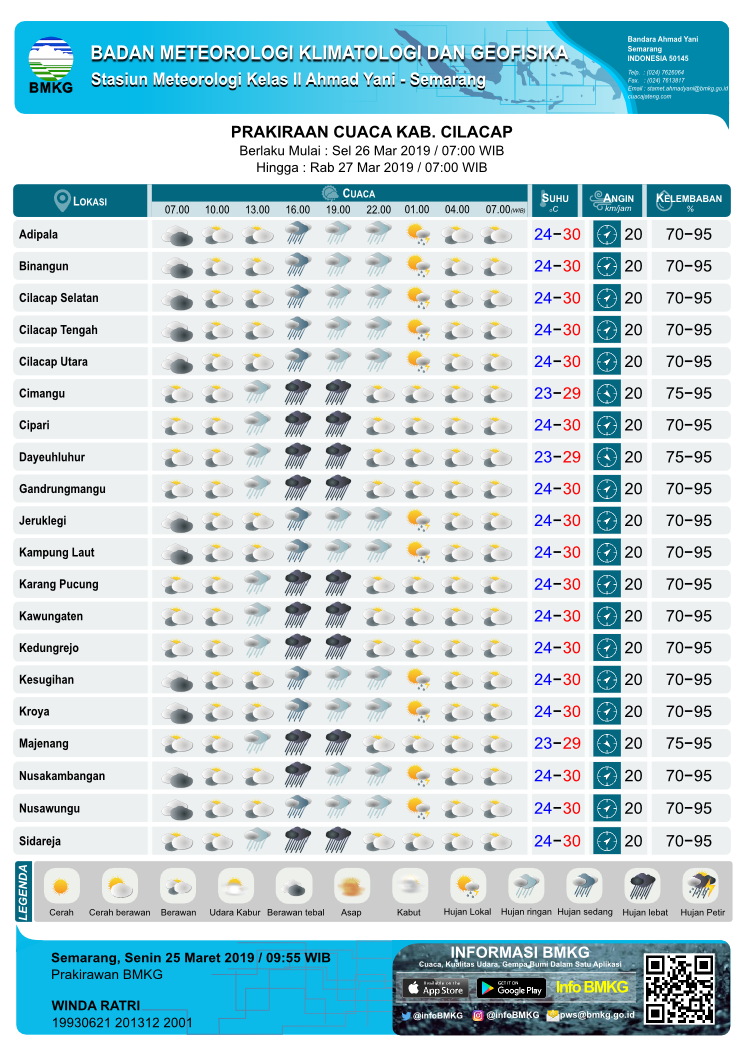 BMKG
BADAN METEOROLOGI KLIMATOLOGI DAN GEOFISIKA
Stasiun Meteorologi Kelas II Ahmad Yani - Semarang
Bandara Ahmad Yani
Semarang
INDONESIA 50145
Telp. : (024) 7626064
Fax. : (024) 7613817
Email : stamet.ahmadyani@bmkg.go.id
cuacajateng.com
PRAKIRAAN CUACA KAB. CILACAP
Berlaku Mulai : Sel 26 Mar 2019 / 07:00 WIB
Hingga : Rab 27 Mar 2019 / 07:00 WIB
LOKASI CUACA SUHU ANGIN KELEMBABAN
07.00 10.00 13.00 16.00 19.00 22.00 01.00 04.00 07.00(WIB) °C km/jam %
Adipala 24-30 20 70-95
Binangun 24-30 20 70-95
Cilacap Selatan 24-30 20 70-95
Cilacap Tengah 24-30 20 70-95
Cilacap Utara 24-30 20 70-95
Cimangu 23-29 20 75-95
Cipari 24-30 20 70-95
Dayeuhluhur 23-29 20 75-95
Gandrungmangu 24-30 20 70-95
Jeruklegi 24-30 20 70-95
Kampung Laut 24-30 20 70-95
Karang Pucung 24-30 20 70-95
Kawungaten 24-30 20 70-95
Kedungrejo 24-30 20 70-95
Kesugihan 24-30 20 70-95
Kroya 24-30 20 70-95
Majenang 23-29 20 75-95
Nusakambangan 24-30 20 70-95
Nusawungu 24-30 20 70-95
Sidareja 24-30 20 70-95
LEGENDA
Cerah Cerah berawan Berawan Udara Kabur Berawan tebal Asap Kabut Hujan Lokal Hujan ringan Hujan sedang Hujan lebat Hujan Petir
Semarang, Senin 25 Maret 2019 / 09:55 WIB
Prakirawan BMKG
WINDA RATRI
19930621 201312 2001
INFORMASI BMKG
Cuaca, Kualitas Udara, Gempa Bumi Dalam Satu Aplikasi
Available on the App Store
GET IT ON Google Play
Info BMKG
@infoBMKG @infoBMKG pws@bmkg.go.id